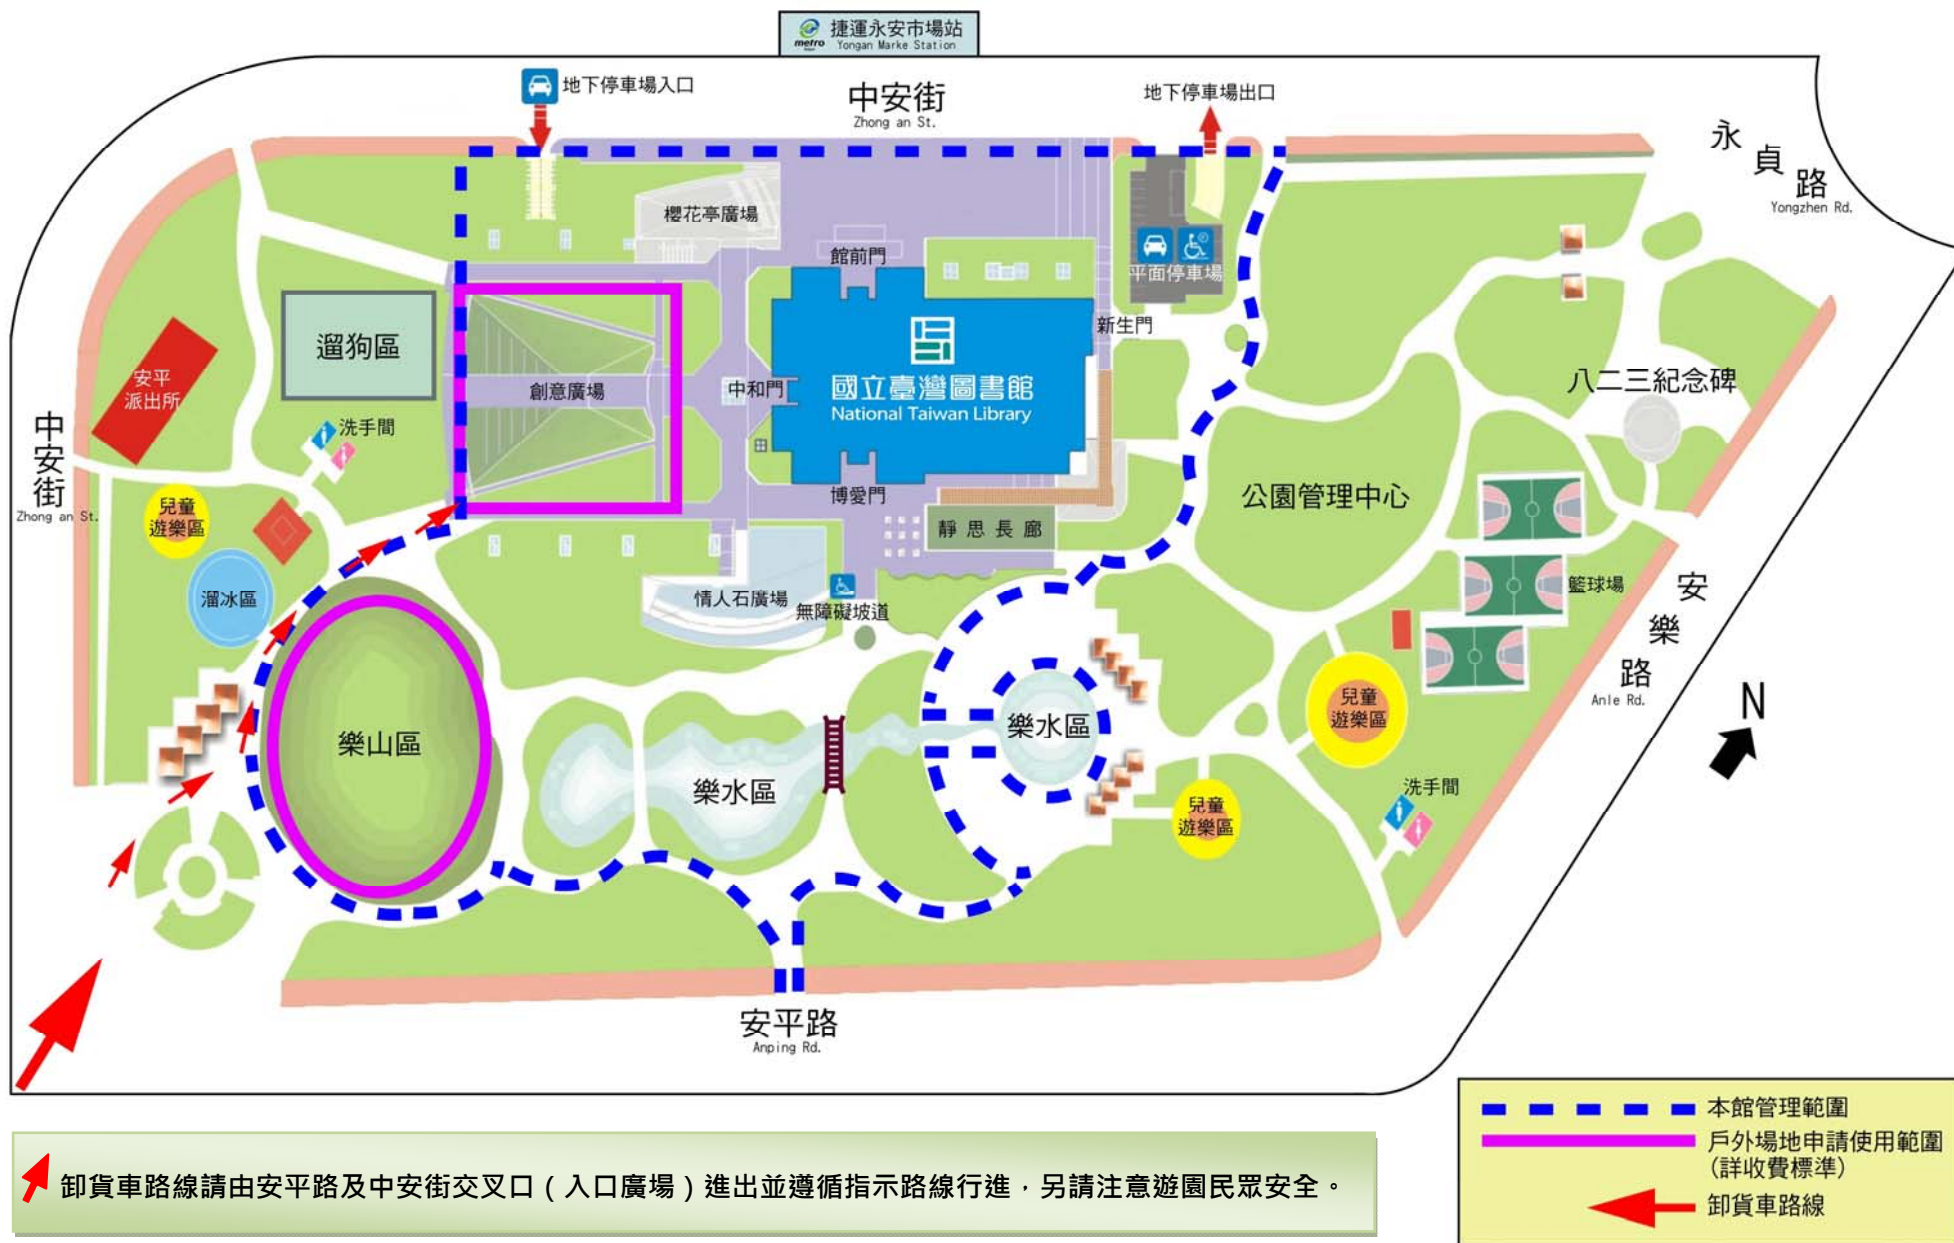 捷運永安市場站
metro
Yongan Marke Station
地下停車場入口
中安街
Zhong an St.
地下停車場出口
永貞路
Yongzhen Rd.
櫻花亭廣場
館前門
平面停車場
新生門
遛狗區
安平
派出所
創意廣場
中和門
國立臺灣圖書館
National Taiwan Library
八二三紀念碑
中安街
Zhong an St.
洗手間
兒童
遊樂區
博愛門
靜思長廊
公園管理中心
溜冰區
情人石廣場
無障礙坡道
籃球場
安樂路
Anle Rd.
N
樂山區
樂水區
樂水區
兒童
遊樂區
兒童
遊樂區
洗手間
安平路
Anping Rd.
本館管理範圍
戶外場地申請使用範圍
(詳收費標準)
卸貨車路線
卸貨車路線請由安平路及中安街交叉口(入口廣場)進出並遵循指示路線行進,另請注意遊園民眾安全。